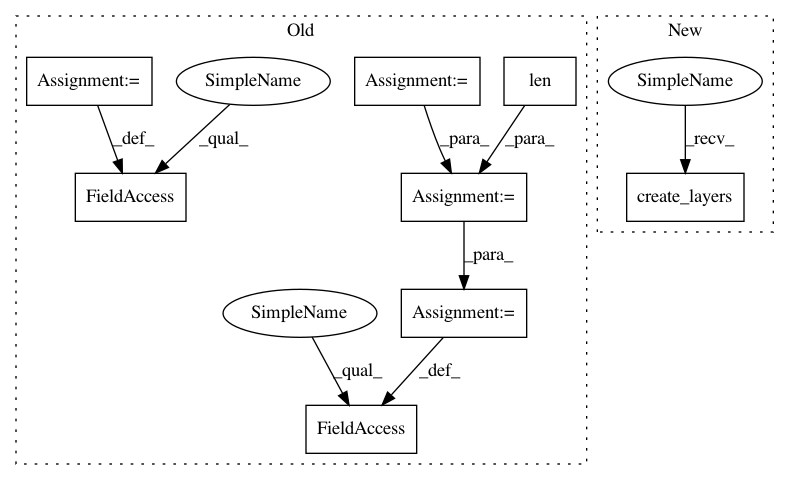 Old
New
Assignment:=
SimpleName
Assignment:=
len
SimpleName
_def_
_qual_
_para_
_para_
_recv_
FieldAccess
Assignment:=
create_layers
_para_
SimpleName
Assignment:=
_qual_
_def_
FieldAccess